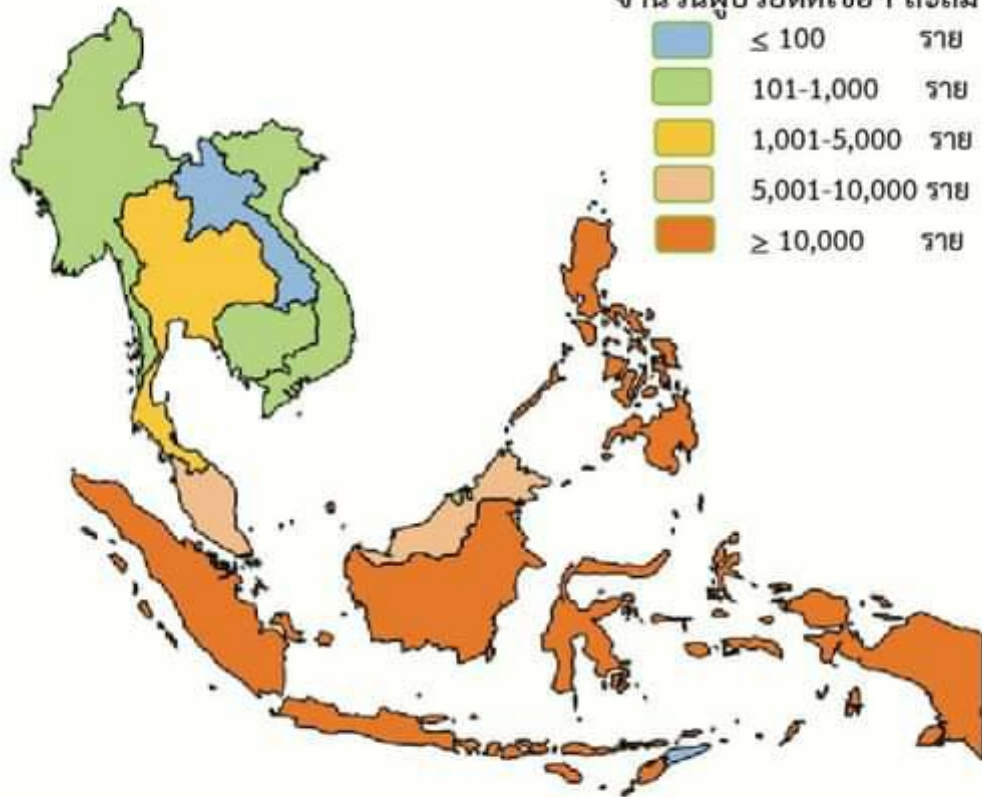 ≤ 100 ราย
101-1,000 ราย
1,001-5,000 ราย
5,001-10,000 ราย
≥ 10,000 ราย